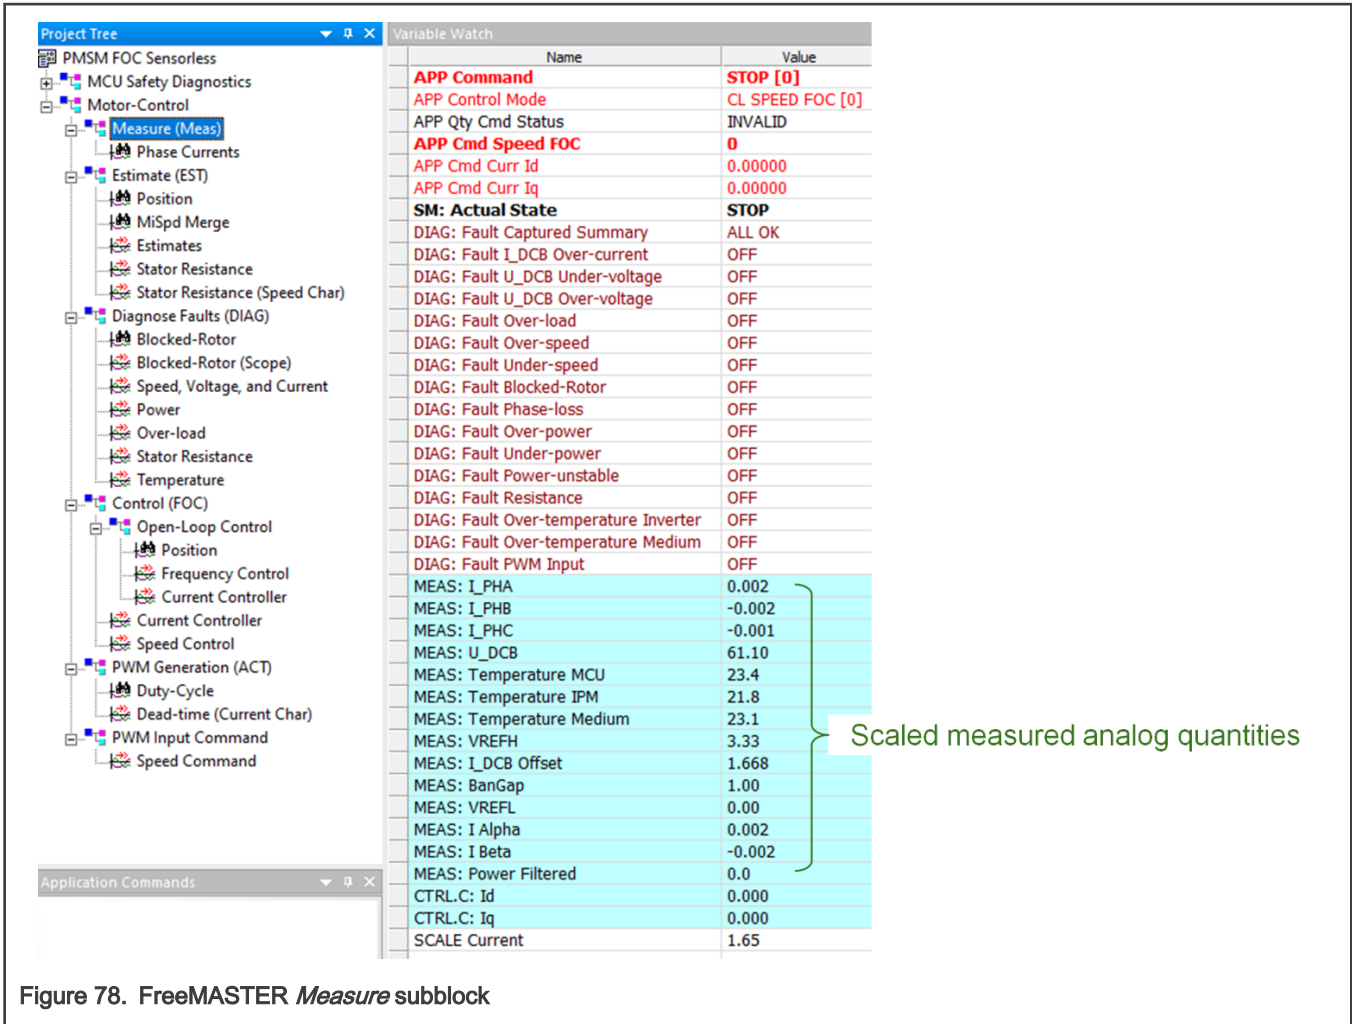 Project Tree
PMSM FOC Sensorless
MCU Safety Diagnostics
Motor-Control
Measure (Meas)
Phase Currents
Estimate (EST)
Position
MiSpd Merge
Estimates
Stator Resistance
Stator Resistance (Speed Char)
Diagnose Faults (DIAG)
Blocked-Rotor
Blocked-Rotor (Scope)
Speed, Voltage, and Current
Power
Over-load
Stator Resistance
Temperature
Control (FOC)
Open-Loop Control
Position
Frequency Control
Current Controller
Current Controller
Speed Control
PWM Generation (ACT)
Duty-Cycle
Dead-time (Current Char)
PWM Input Command
Speed Command
Application Commands
Variable Watch
Name Value
APP Command STOP [0]
APP Control Mode CL SPEED FOC [0]
APP Qty Cmd Status INVALID
APP Cmd Speed FOC 0
APP Cmd Curr Id 0.00000
APP Cmd Curr Iq 0.00000
SM: Actual State STOP
DIAG: Fault Captured Summary ALL OK
DIAG: Fault I_DCB Over-current OFF
DIAG: Fault U_DCB Under-voltage OFF
DIAG: Fault U_DCB Over-voltage OFF
DIAG: Fault Over-load OFF
DIAG: Fault Over-speed OFF
DIAG: Fault Under-speed OFF
DIAG: Fault Blocked-Rotor OFF
DIAG: Fault Phase-loss OFF
DIAG: Fault Over-power OFF
DIAG: Fault Under-power OFF
DIAG: Fault Power-unstable OFF
DIAG: Fault Resistance OFF
DIAG: Fault Over-temperature Inverter OFF
DIAG: Fault Over-temperature Medium OFF
DIAG: Fault PWM Input OFF
MEAS: I_PHA 0.002
MEAS: I_PHB -0.002
MEAS: I_PHC -0.001
MEAS: U_DCB 61.10
MEAS: Temperature MCU 23.4
MEAS: Temperature IPM 21.8
MEAS: Temperature Medium 23.1
MEAS: VREFH 3.33
MEAS: I_DCB Offset 1.668
MEAS: BanGap 1.00
MEAS: VREFL 0.00
MEAS: I Alpha 0.002
MEAS: I Beta -0.002
MEAS: Power Filtered 0.0
CTRL.C: Id 0.000
CTRL.C: Iq 0.000
SCALE Current 1.65
Scaled measured analog quantities
Figure 78. FreeMASTER Measure subblock